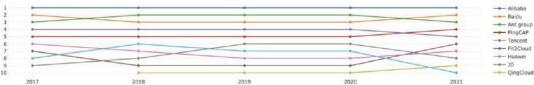 1
2
3
4
5
6
7
8
9
10
2017
2018
2019
2020
2021
Alibaba
Baidu
Ant group
PingCAP
Tencent
Fit2Cloud
Huawei
JD
QingCloud